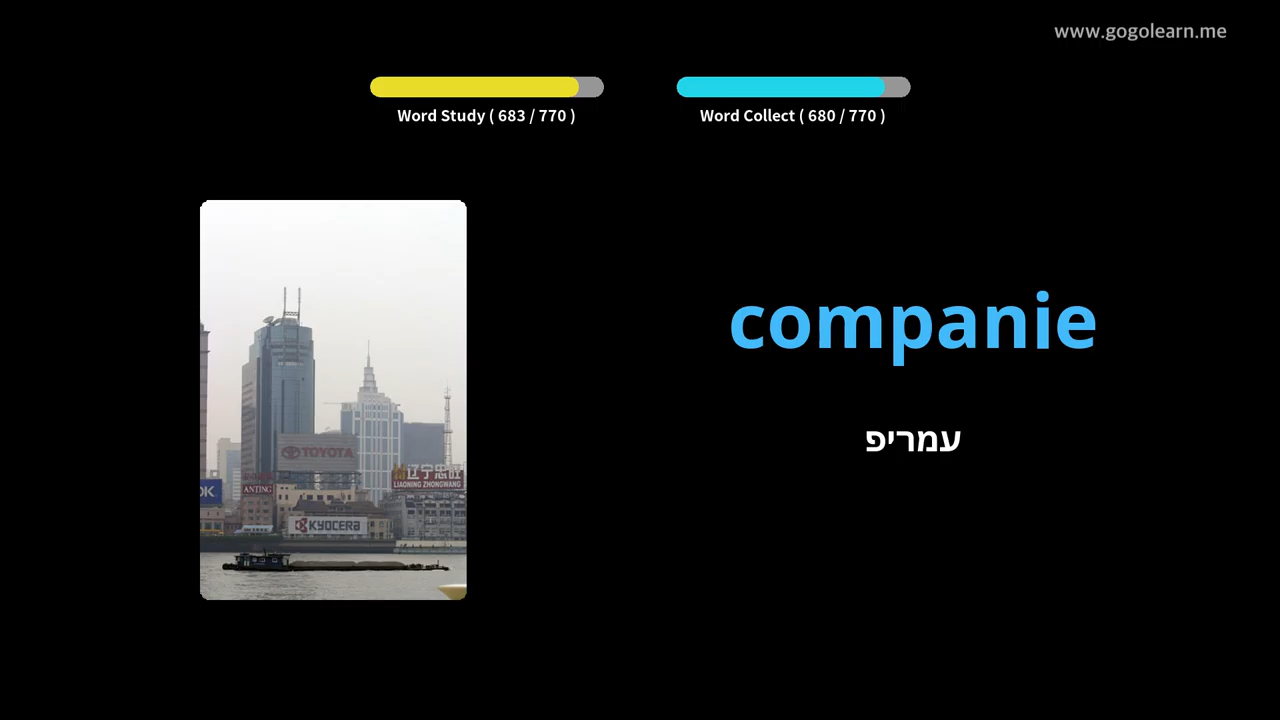 www.gogolearn.me
Word Study ( 683 / 770 )
Word Collect ( 680 / 770 )
companie
עמריפ
TOYOTA
辽宁忠旺
LIAONING ZHONGWANG
OK
ANTING
KYOCERA